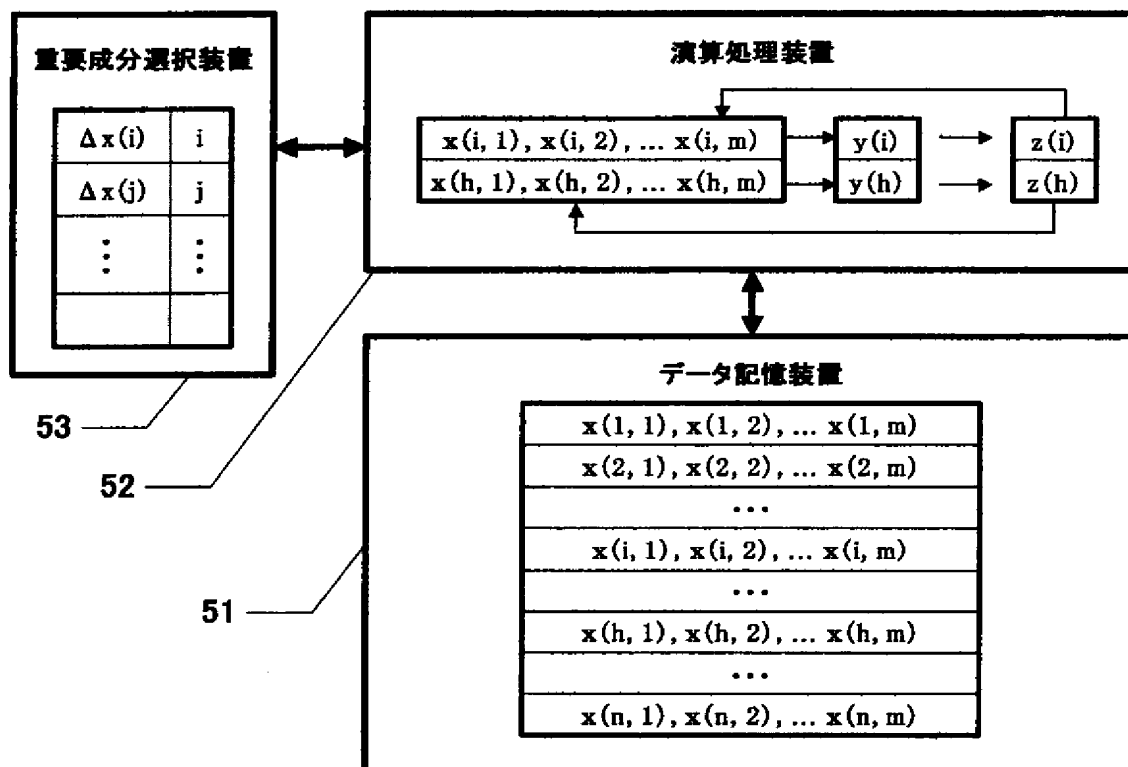 重要成分選択装置
Δx(i) i
Δx(j) j
⋮ ⋮
53
演算処理装置
x(i, 1), x(i, 2), … x(i, m) y(i) z(i)
x(h, 1), x(h, 2), … x(h, m) y(h) z(h)
52
データ記憶装置
x(1, 1), x(1, 2), … x(1, m)
x(2, 1), x(2, 2), … x(2, m)
…
x(i, 1), x(i, 2), … x(i, m)
…
x(h, 1), x(h, 2), … x(h, m)
…
x(n, 1), x(n, 2), … x(n, m)
51